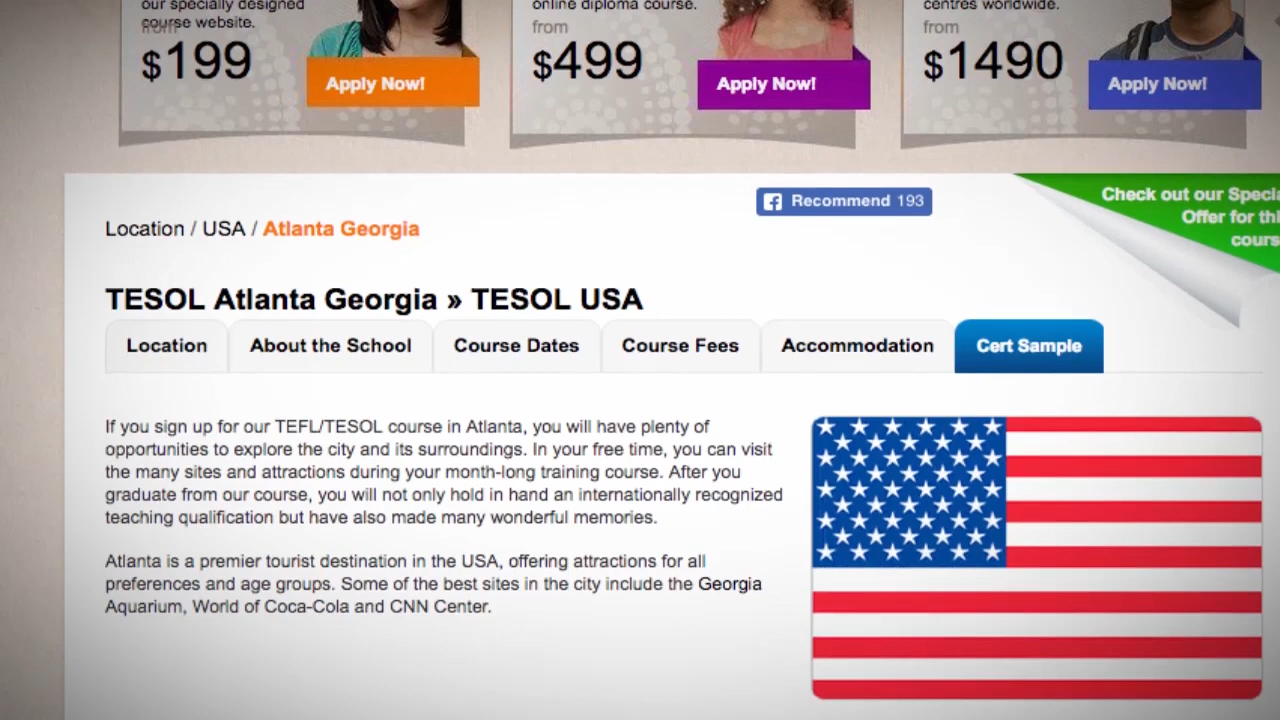 our specially designed
course website.
from
$199
Apply Now!
online diploma course.
from
$499
Apply Now!
centres worldwide.
from
$1490
Apply Now!
Recommend 193
Check out our Specia
Offer for thi
cours
Location / USA / Atlanta Georgia
TESOL Atlanta Georgia » TESOL USA
Location
About the School
Course Dates
Course Fees
Accommodation
Cert Sample
If you sign up for our TEFL/TESOL course in Atlanta, you will have plenty of
opportunities to explore the city and its surroundings. In your free time, you can visit
the many sites and attractions during your month-long training course. After you
graduate from our course, you will not only hold in hand an internationally recognized
teaching qualification but have also made many wonderful memories.
Atlanta is a premier tourist destination in the USA, offering attractions for all
preferences and age groups. Some of the best sites in the city include the Georgia
Aquarium, World of Coca-Cola and CNN Center.